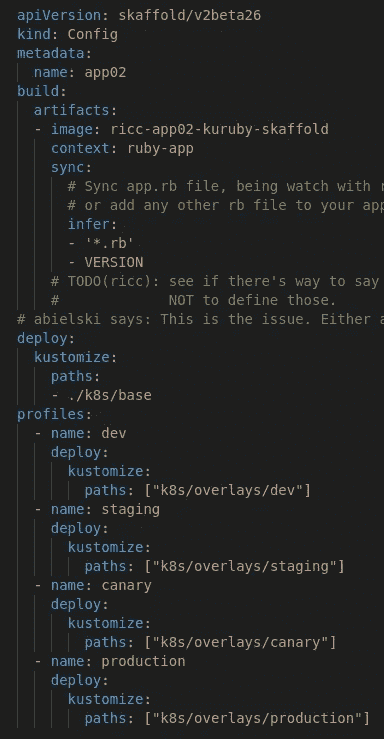 apiVersion: skaffold/v2beta26
kind: Config
metadata:
  name: app02
build:
  artifacts:
  - image: ricc-app02-kuruby-skaffold
    context: ruby-app
    sync:
      # Sync app.rb file, being watch with
      # or add any other rb file to your app
      infer:
      - '*.rb'
      - VERSION
    # TODO(ricc): see if there's way to say
    #             NOT to define those.
# abielski says: This is the issue. Either
deploy:
  kustomize:
    paths:
    - ./k8s/base
profiles:
  - name: dev
    deploy:
      kustomize:
        paths: ["k8s/overlays/dev"]
  - name: staging
    deploy:
      kustomize:
        paths: ["k8s/overlays/staging"]
  - name: canary
    deploy:
      kustomize:
        paths: ["k8s/overlays/canary"]
  - name: production
    deploy:
      kustomize:
        paths: ["k8s/overlays/production"]